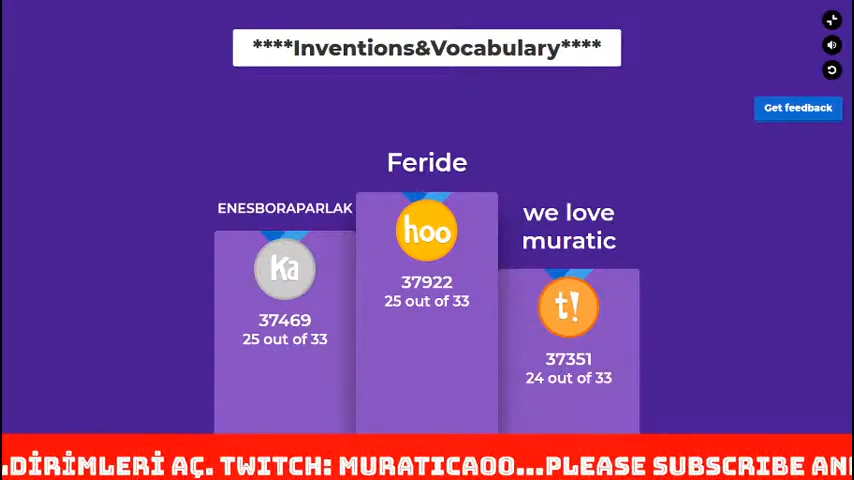 ****Inventions&Vocabulary****
Get feedback
Feride
ENESBORAPARLAK
we love
muratic
hoo
Ka
37922
25 out of 33
t!
37469
25 out of 33
37351
24 out of 33
DİRİMLERİ AÇ. TWITCH: MURATICAOO...PLEASE SUBSCRIBE